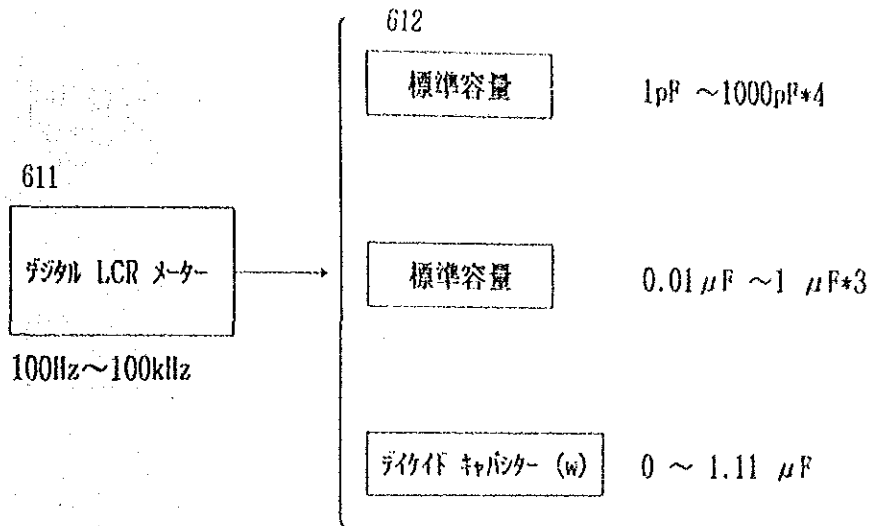 612
標準容量 1pF ～1000pF*4
611
デジタル LCR メーター
標準容量 0.01μF ～1 μF*3
100Hz～100kHz
デイケイド キャパシター (w) 0 ～ 1.11 μF